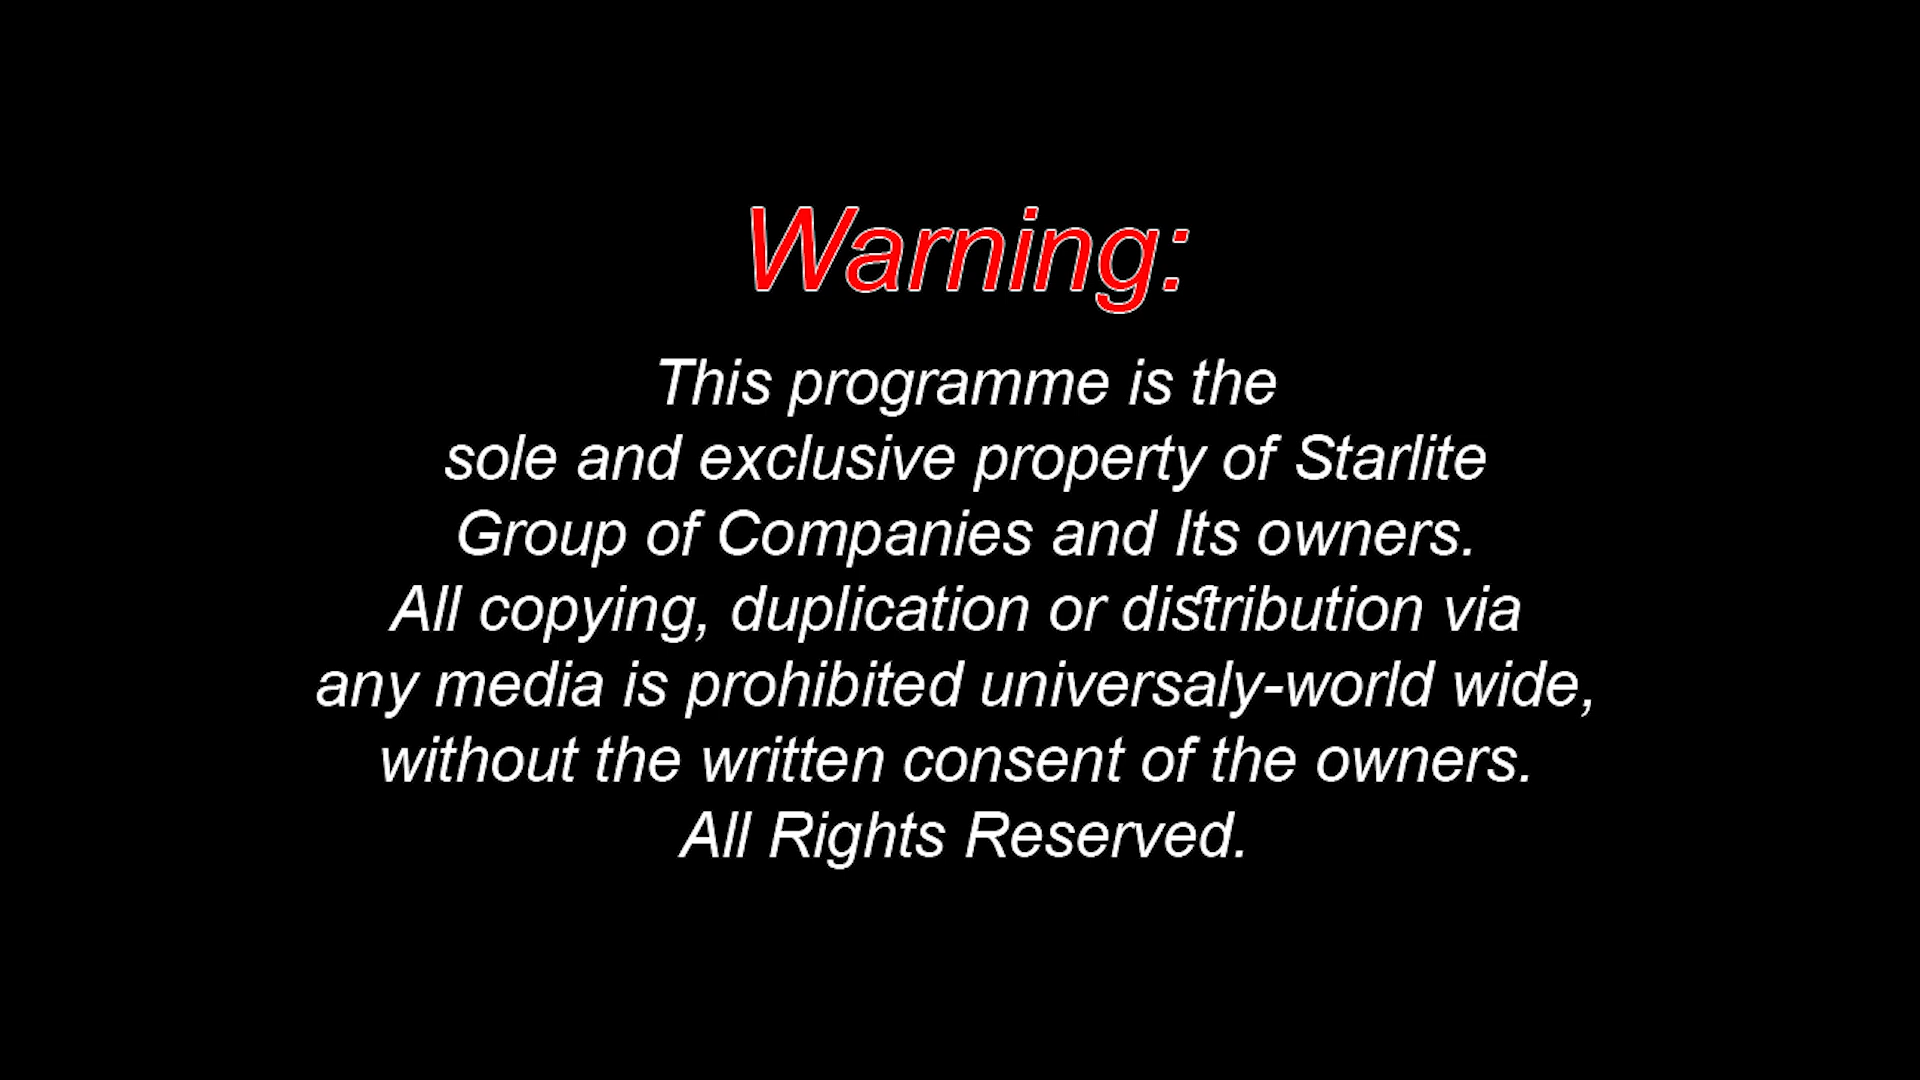 Warning:
This programme is the
sole and exclusive property of Starlite
Group of Companies and Its owners.
All copying, duplication or distribution via
any media is prohibited universaly-world wide,
without the written consent of the owners.
All Rights Reserved.